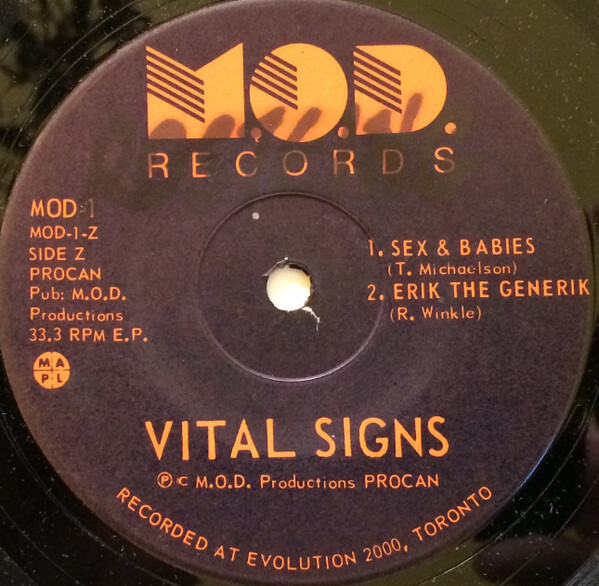 M.O.D.
RECORDS
MOD-1
MOD-1-Z
SIDE Z
PROCAN
Pub: M.O.D.
Productions
33.3 RPM E.P.
M A
P L
1. SEX & BABIES
(T. Michaelson)
2. ERIK THE GENERIK
(R. Winkle)
VITAL SIGNS
℗ © M.O.D. Productions PROCAN
RECORDED AT EVOLUTION 2000, TORONTO